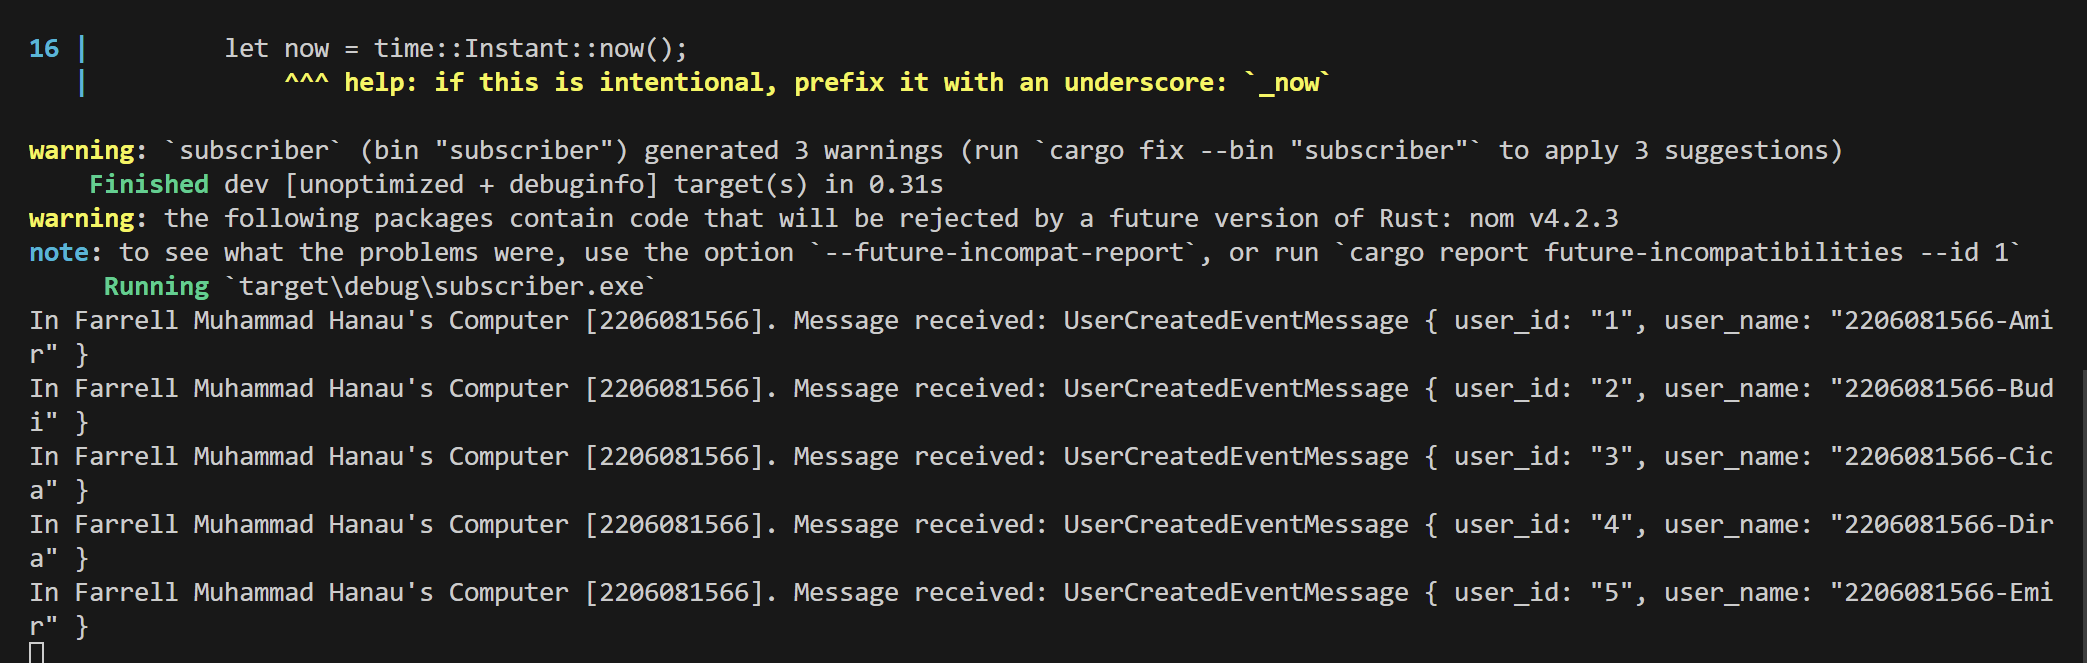 16 |         let now = time::Instant::now();
   |             ^^^ help: if this is intentional, prefix it with an underscore: `_now`
warning: `subscriber` (bin "subscriber") generated 3 warnings (run `cargo fix --bin "subscriber"` to apply 3 suggestions)
    Finished dev [unoptimized + debuginfo] target(s) in 0.31s
warning: the following packages contain code that will be rejected by a future version of Rust: nom v4.2.3
note: to see what the problems were, use the option `--future-incompat-report`, or run `cargo report future-incompatibilities --id 1`
     Running `target\debug\subscriber.exe`
In Farrell Muhammad Hanau's Computer [2206081566]. Message received: UserCreatedEventMessage { user_id: "1", user_name: "2206081566-Ami
r" }
In Farrell Muhammad Hanau's Computer [2206081566]. Message received: UserCreatedEventMessage { user_id: "2", user_name: "2206081566-Bud
i" }
In Farrell Muhammad Hanau's Computer [2206081566]. Message received: UserCreatedEventMessage { user_id: "3", user_name: "2206081566-Cic
a" }
In Farrell Muhammad Hanau's Computer [2206081566]. Message received: UserCreatedEventMessage { user_id: "4", user_name: "2206081566-Dir
a" }
In Farrell Muhammad Hanau's Computer [2206081566]. Message received: UserCreatedEventMessage { user_id: "5", user_name: "2206081566-Emi
r" }